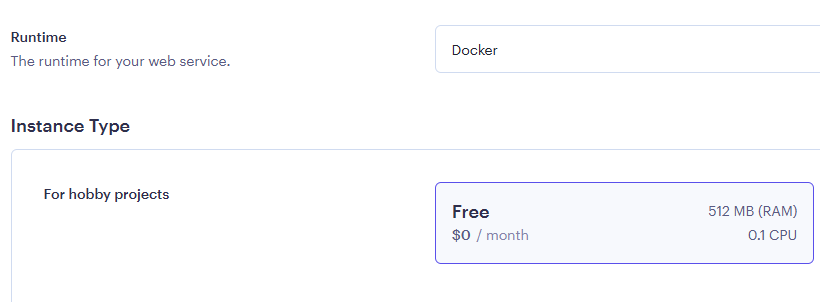 Runtime
The runtime for your web service.
Docker
Instance Type
For hobby projects
Free
512 MB (RAM)
$0 / month
0.1 CPU